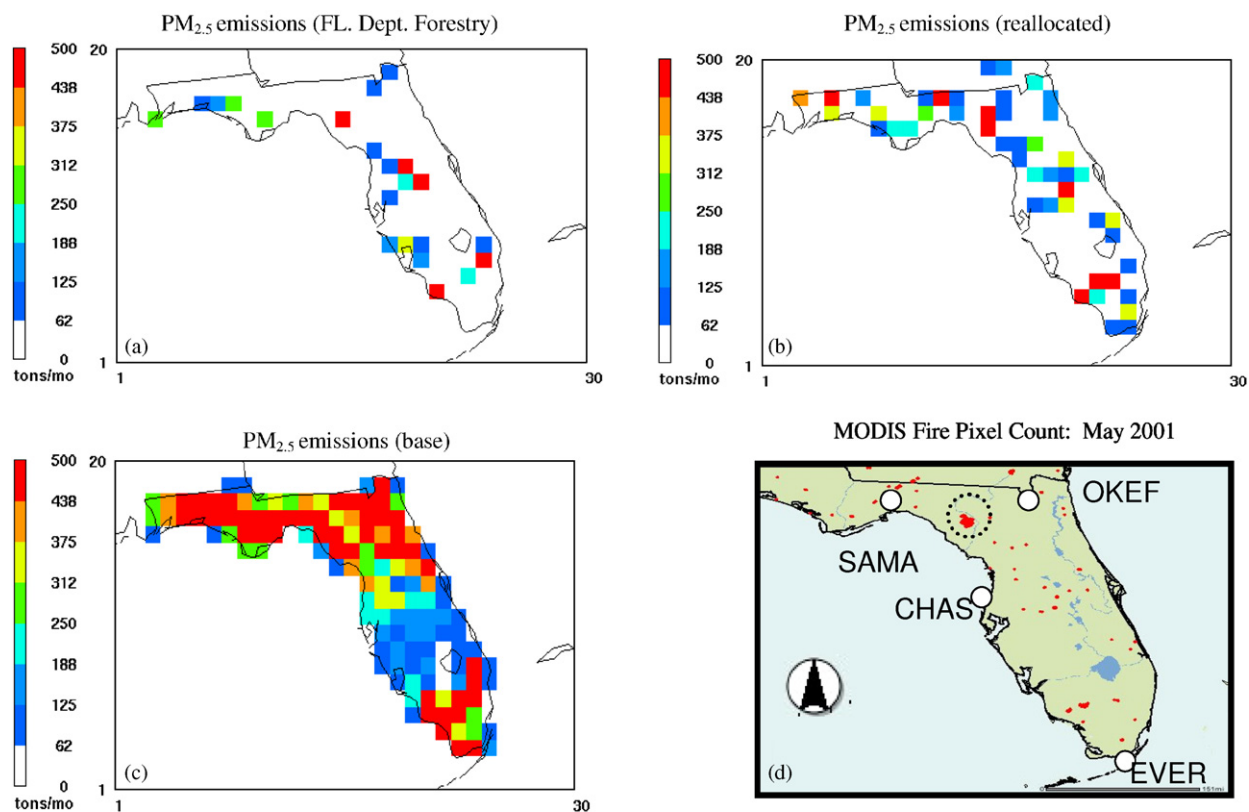 PM2.5 emissions (FL. Dept. Forestry)
500
438
375
312
250
188
125
62
0
tons/mo
20
1
1
30
(a)
PM2.5 emissions (reallocated)
500
438
375
312
250
188
125
62
0
tons/mo
20
1
1
30
(b)
PM2.5 emissions (base)
500
438
375
312
250
188
125
62
0
tons/mo
20
1
1
30
(c)
MODIS Fire Pixel Count: May 2001
OKEF
SAMA
CHAS
EVER
(d)
0
151mi